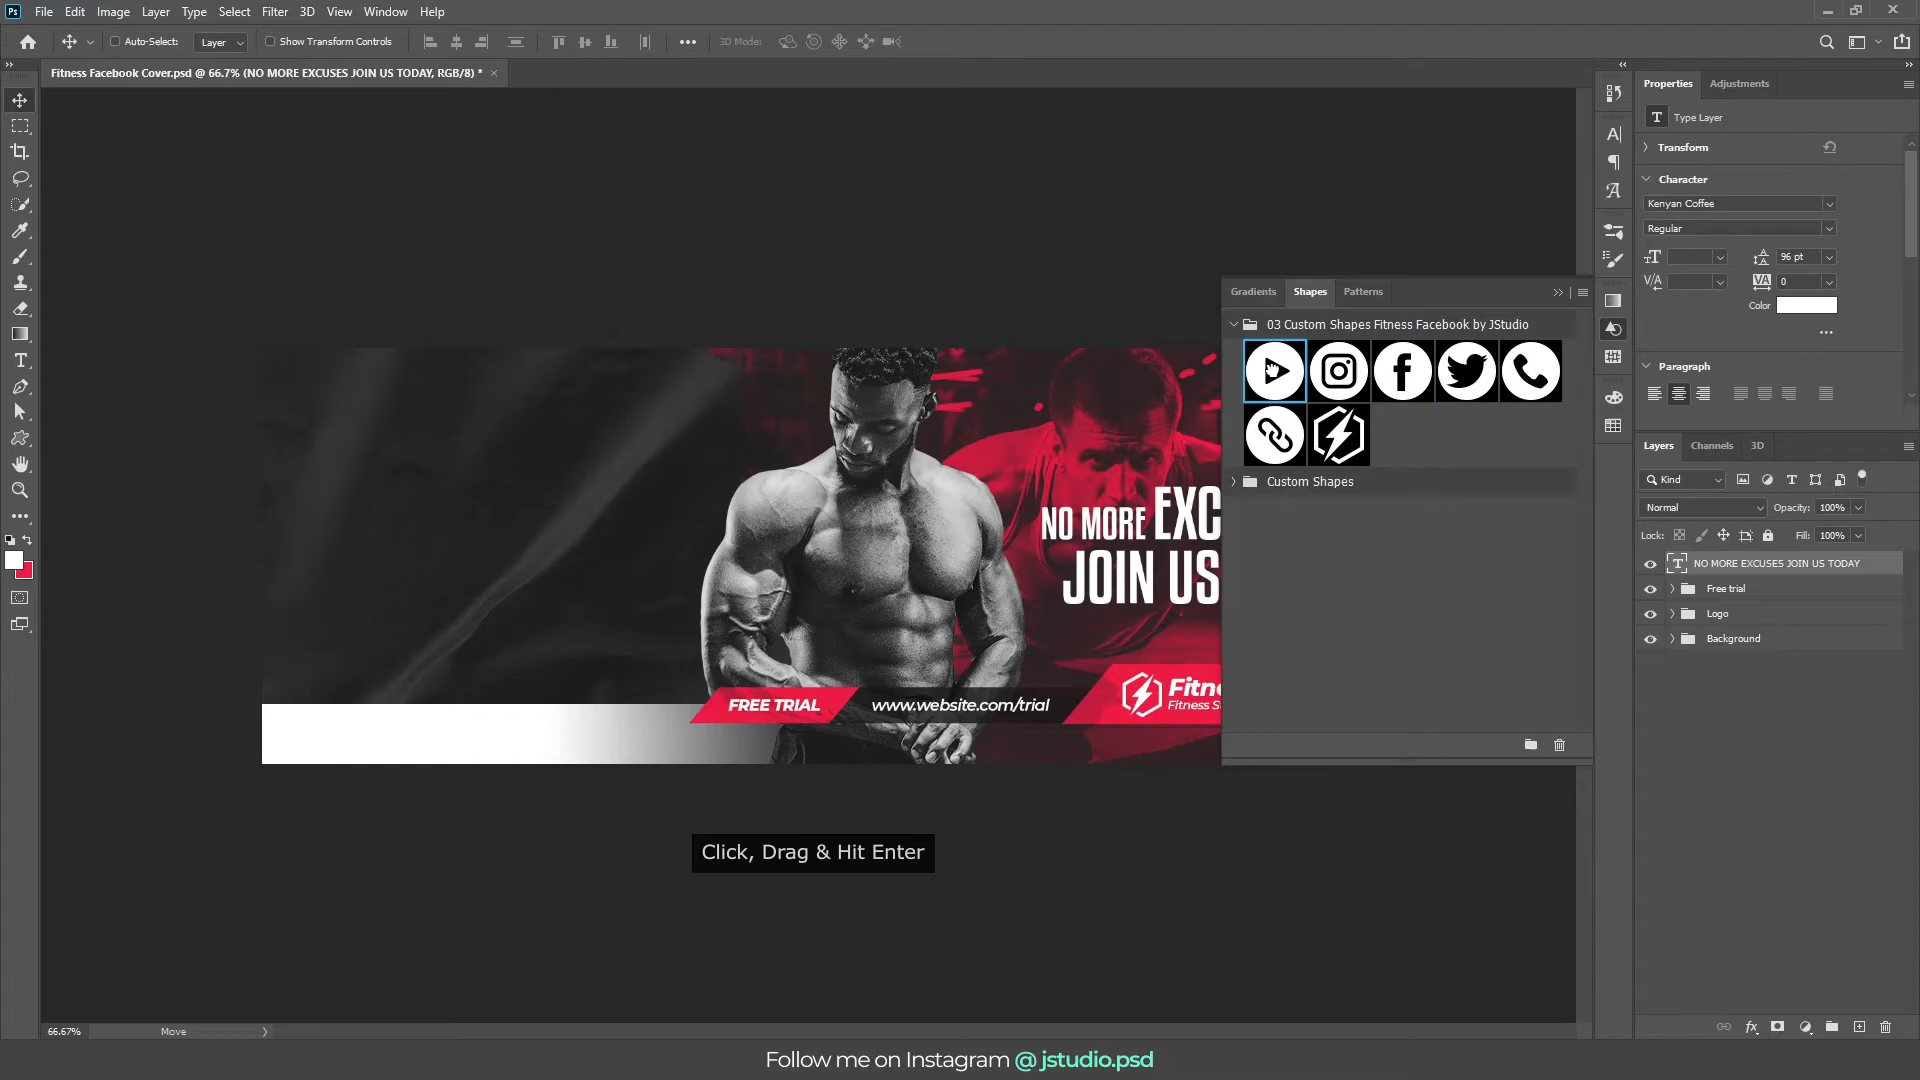 Ps File Edit Image Layer Type Select Filter 3D View Window Help
Auto-Select: Layer Show Transform Controls 3D Mode:
Fitness Facebook Cover.psd @ 66.7% (NO MORE EXCUSES JOIN US TODAY, RGB/8) *
Properties Adjustments
T Type Layer
Transform
Character
Kenyan Coffee
Regular
96 pt
0
Color
Paragraph
Gradients Shapes Patterns
03 Custom Shapes Fitness Facebook by JStudio
Custom Shapes
NO MORE EXC
JOIN US
FREE TRIAL www.website.com/trial
Fitne
Fitness S
Layers Channels 3D
Kind
Normal Opacity: 100%
Lock: Fill: 100%
T NO MORE EXCUSES JOIN US TODAY
Free trial
Logo
Background
fx
Click, Drag & Hit Enter
66.67% Move
Follow me on Instagram @ jstudio.psd